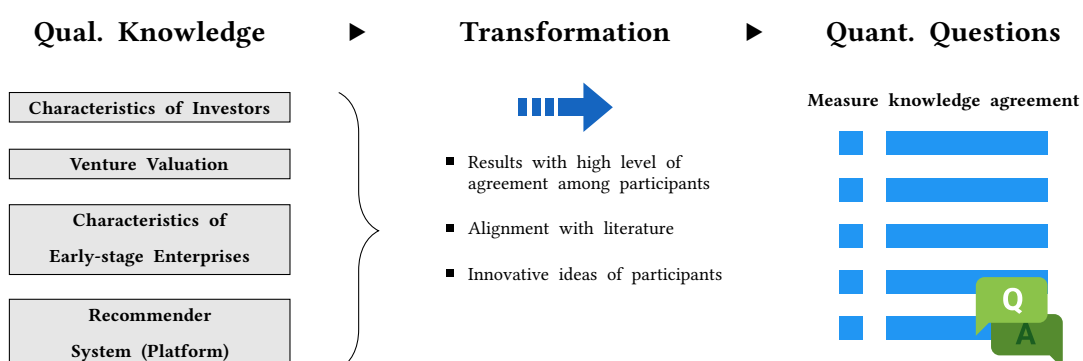 Qual. Knowledge ▶ Transformation ▶ Quant. Questions
Characteristics of Investors
Venture Valuation
Characteristics of
Early-stage Enterprises
Recommender
System (Platform)
Results with high level of
agreement among participants
Alignment with literature
Innovative ideas of participants
Measure knowledge agreement
Q
A